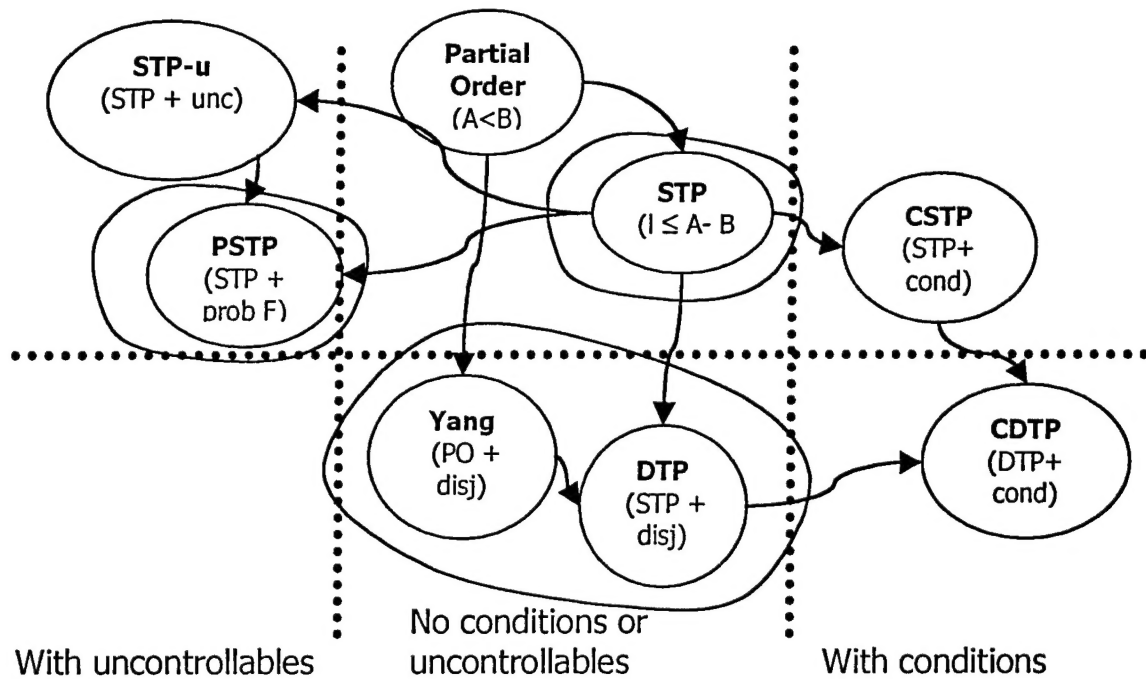 STP-u
(STP + unc)
Partial
Order
(A<B)
STP
(l ≤ A- B
CSTP
(STP+
cond)
PSTP
(STP +
prob F)
Yang
(PO +
disj)
DTP
(STP +
disj)
CDTP
(DTP+
cond)
With uncontrollables
No conditions or
uncontrollables
With conditions